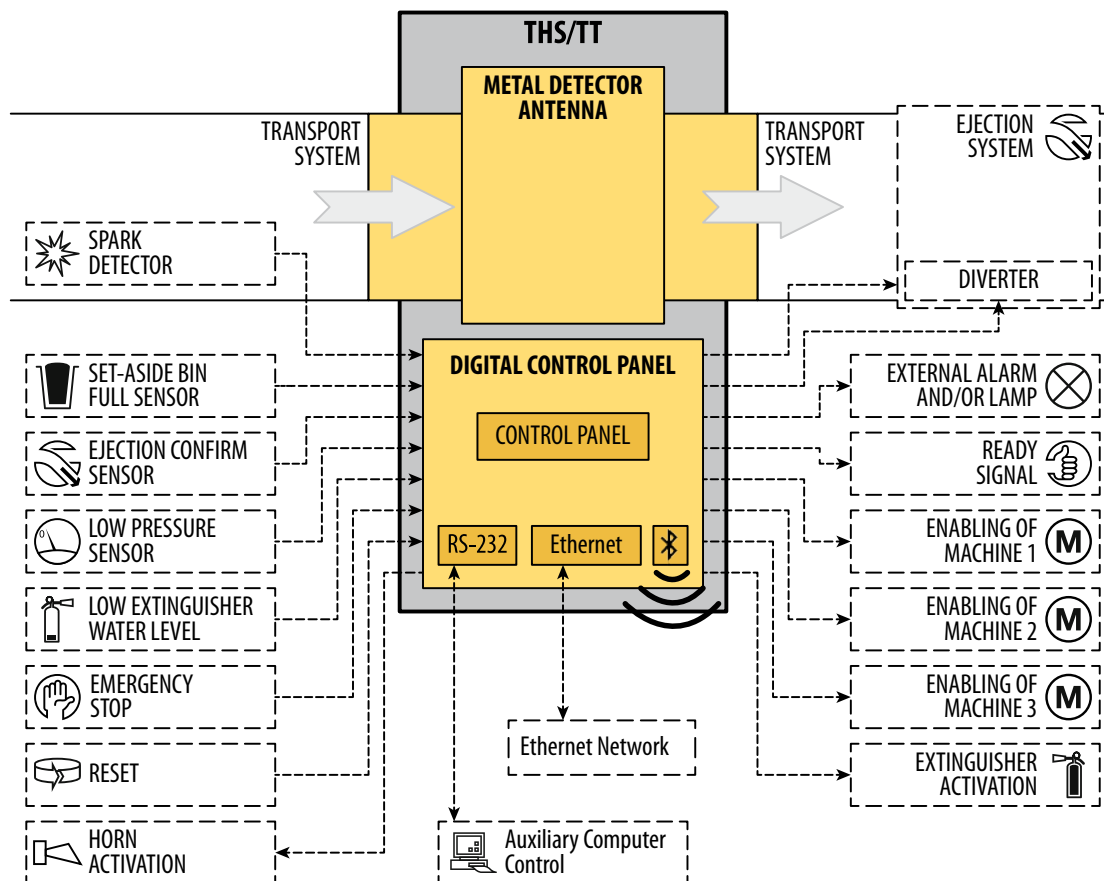 THS/TT
METAL DETECTOR
ANTENNA
TRANSPORT
SYSTEM
TRANSPORT
SYSTEM
EJECTION
SYSTEM
SPARK
DETECTOR
DIVERTER
DIGITAL CONTROL PANEL
CONTROL PANEL
RS-232
Ethernet
SET-ASIDE BIN
FULL SENSOR
EJECTION CONFIRM
SENSOR
0
LOW PRESSURE
SENSOR
LOW EXTINGUISHER
WATER LEVEL
EMERGENCY
STOP
RESET
HORN
ACTIVATION
EXTERNAL ALARM
AND/OR LAMP
READY
SIGNAL
ENABLING OF
MACHINE 1
M
ENABLING OF
MACHINE 2
M
ENABLING OF
MACHINE 3
M
EXTINGUISHER
ACTIVATION
Ethernet Network
Auxiliary Computer
Control